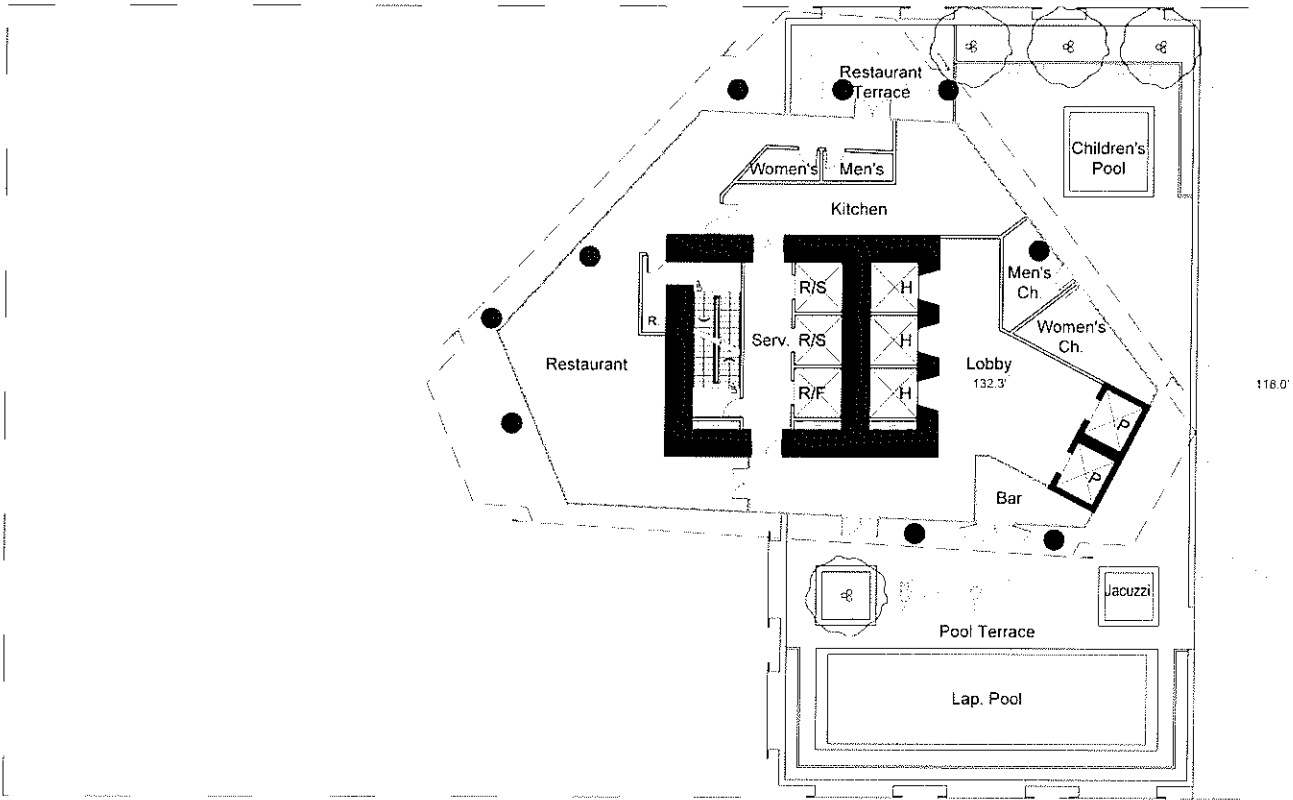 Restaurant
Terrace
Children's
Pool
Women's
Men's
Kitchen
Men's
Ch.
R/S
H
Women's
Ch.
R.
Serv.
R/S
H
Restaurant
Lobby
132.3'
118.0'
R/F
H
P
P
Bar
Jacuzzi
Pool Terrace
Lap. Pool